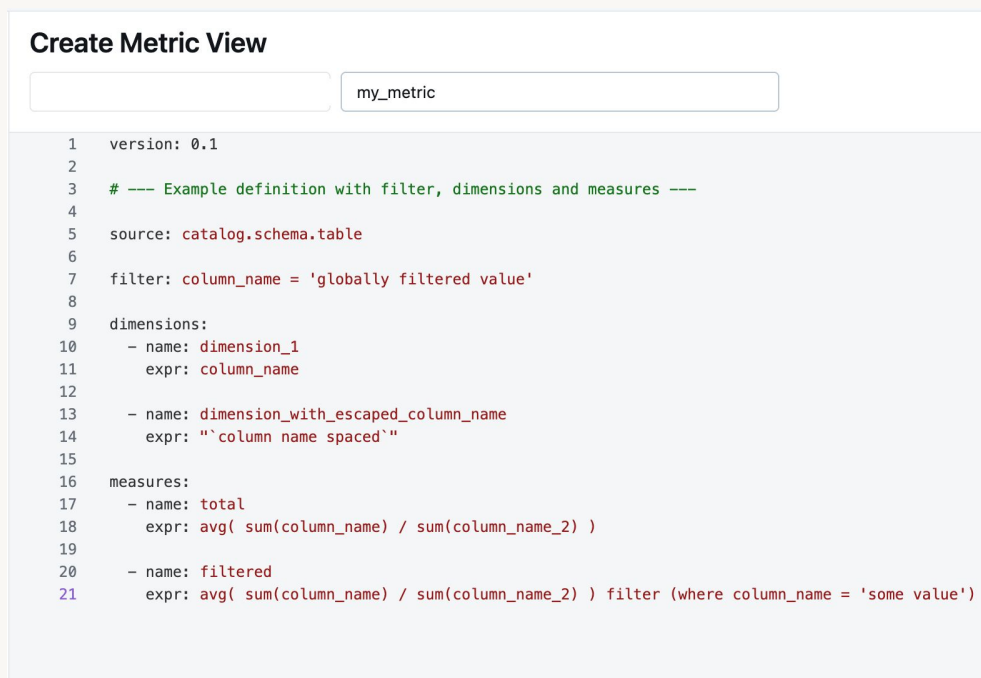 Create Metric View
my_metric
1 version: 0.1
2
3 # --- Example definition with filter, dimensions and measures ---
4
5 source: catalog.schema.table
6
7 filter: column_name = 'globally filtered value'
8
9 dimensions:
10   - name: dimension_1
11     expr: column_name
12
13   - name: dimension_with_escaped_column_name
14     expr: "`column name spaced`"
15
16 measures:
17   - name: total
18     expr: avg( sum(column_name) / sum(column_name_2) )
19
20   - name: filtered
21     expr: avg( sum(column_name) / sum(column_name_2) ) filter (where column_name = 'some value')